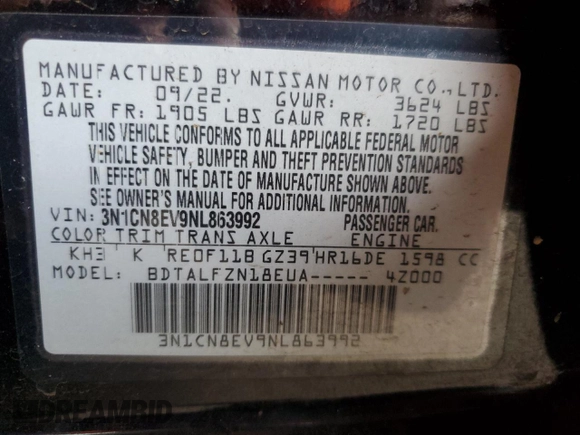 MANUFACTURED BY NISSAN MOTOR CO.,LTD.
DATE: 09/22. GVWR: 3624 LBS
GAWR FR: 1905 LBS GAWR RR: 1720 LBS
THIS VEHICLE CONFORMS TO ALL APPLICABLE FEDERAL MOTOR
VEHICLE SAFETY, BUMPER AND THEFT PREVENTION STANDARDS
IN EFFECT ON THE DATE OF MANUFACTURE SHOWN ABOVE.
SEE OWNER'S MANUAL FOR ADDITIONAL INFORMATION.
VIN: 3N1CN8EV9NL863992 PASSENGER CAR.
COLOR TRIM TRANS AXLE ENGINE
KH3 K RE0F11B GZ39 HR16DE 1598 CC
MODEL: BDTALFZN18EUA----- 4Z000
3N1CN8EV9NL863992
MIDREAMBID